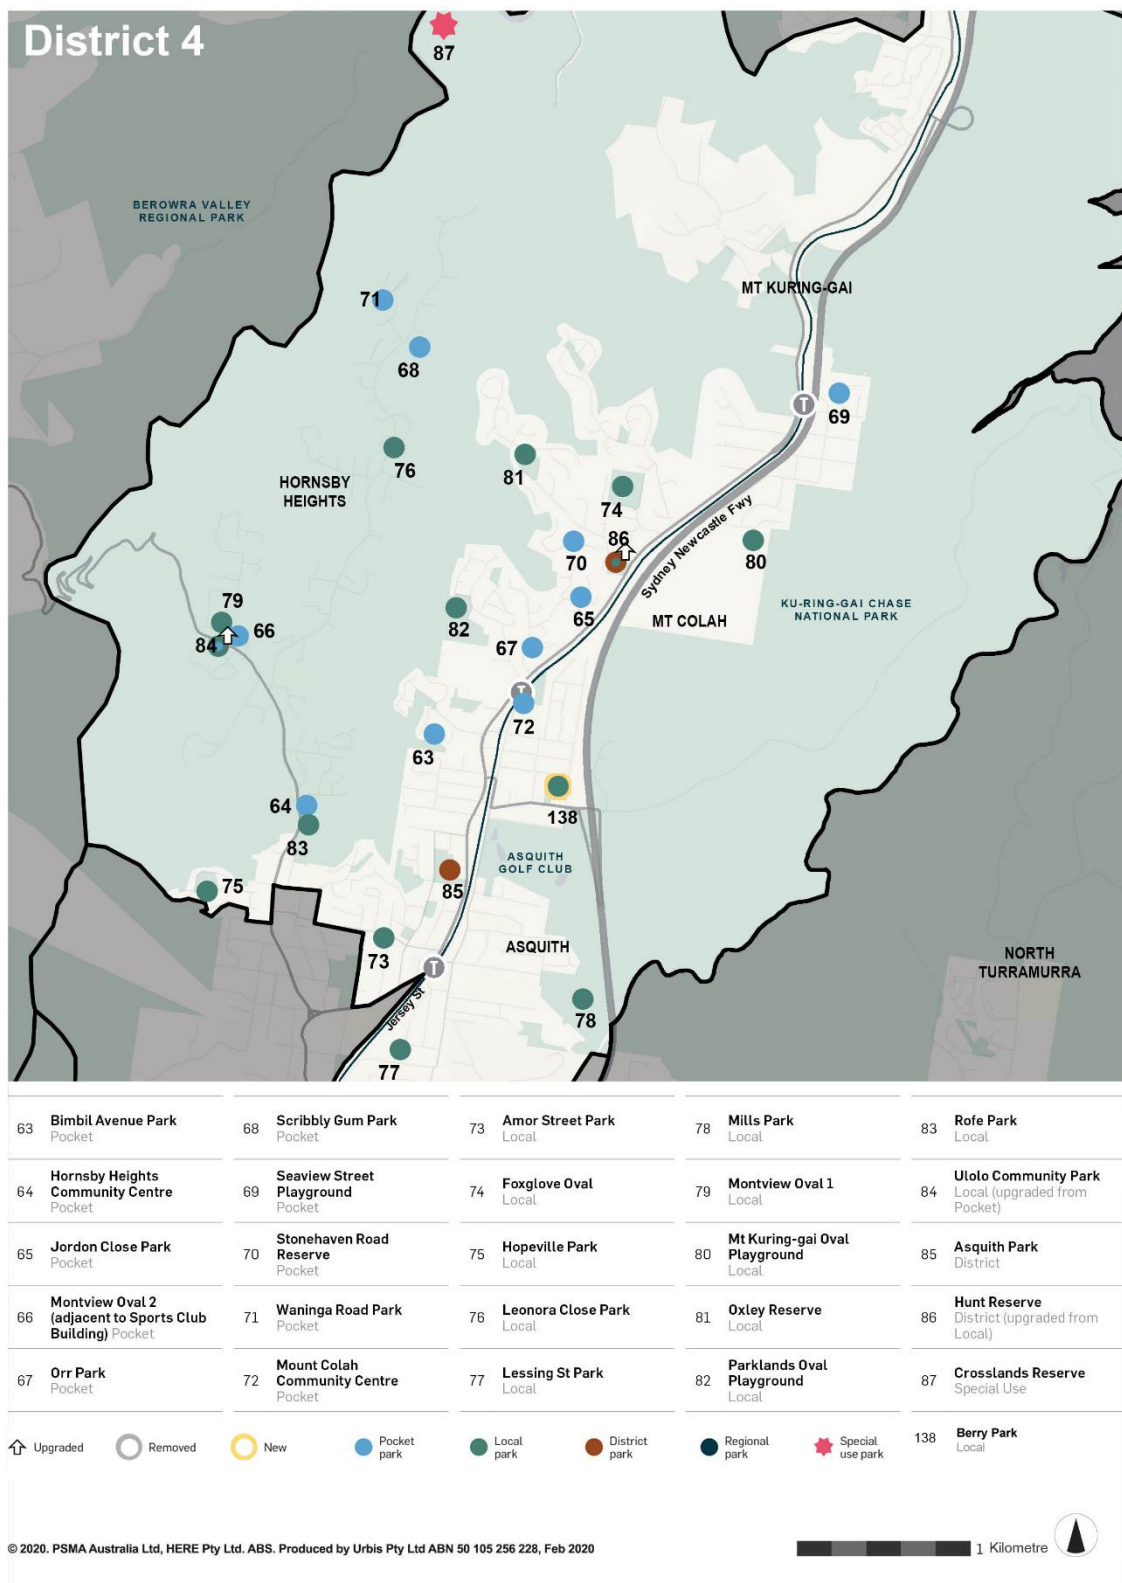 District 4
87
BEROWRA VALLEY
REGIONAL PARK
MT KURING-GAI
71
68
69
76
81
HORNSBY
HEIGHTS
74
86
70
80
Sydney Newcastle Fwy
79
82
65
MT COLAH
KU-RING-GAI CHASE
NATIONAL PARK
66
84
67
T
72
63
64
138
83
ASQUITH
GOLF CLUB
75
85
73
ASQUITH
NORTH
TURRAMURRA
T
Jersey St
78
77
T
63 Bimbil Avenue Park
Pocket
68 Scribbly Gum Park
Pocket
73 Amor Street Park
Local
78 Mills Park
Local
83 Rofe Park
Local
64 Hornsby Heights
Community Centre
Pocket
69 Seaview Street
Playground
Pocket
74 Foxglove Oval
Local
79 Montview Oval 1
Local
84 Ulolo Community Park
Local (upgraded from
Pocket)
65 Jordon Close Park
Pocket
70 Stonehaven Road
Reserve
Pocket
75 Hopeville Park
Local
80 Mt Kuring-gai Oval
Playground
Local
85 Asquith Park
District
66 Montview Oval 2
(adjacent to Sports Club
Building) Pocket
71 Waninga Road Park
Pocket
76 Leonora Close Park
Local
81 Oxley Reserve
Local
86 Hunt Reserve
District (upgraded from
Local)
67 Orr Park
Pocket
72 Mount Colah
Community Centre
Pocket
77 Lessing St Park
Local
82 Parklands Oval
Playground
Local
87 Crosslands Reserve
Special Use
Upgraded
Removed
New
Pocket
park
Local
park
District
park
Regional
park
Special
use park
138 Berry Park
Local
© 2020. PSMA Australia Ltd, HERE Pty Ltd. ABS. Produced by Urbis Pty Ltd ABN 50 105 256 228, Feb 2020
1 Kilometre